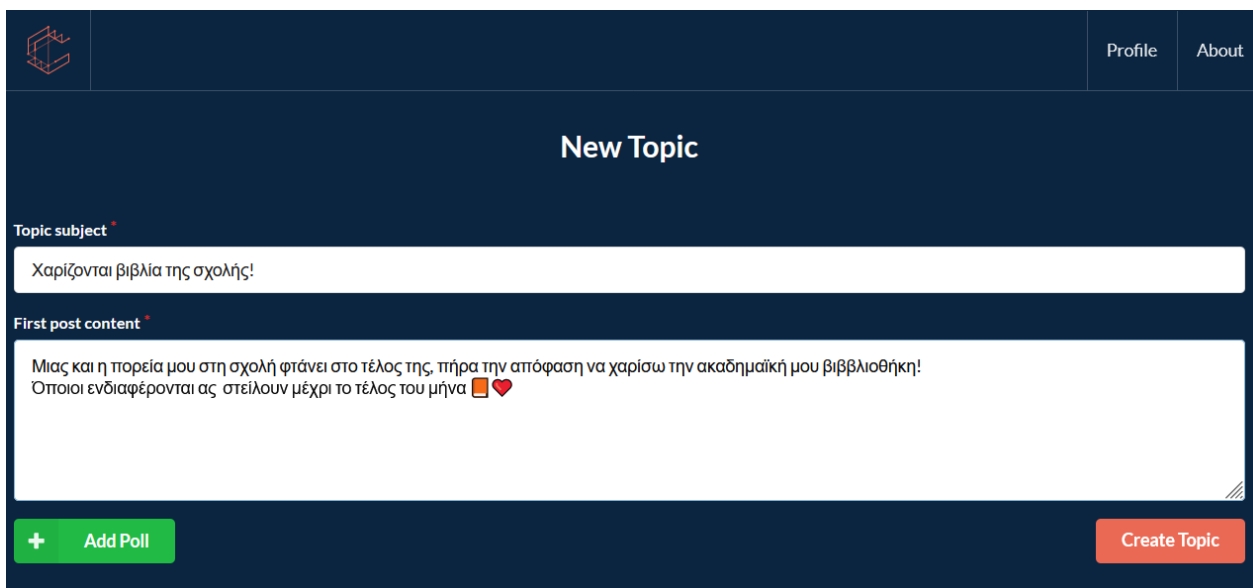 Profile
About
New Topic
Topic subject *
Χαρίζονται βιβλία της σχολής!
First post content *
Μιας και η πορεία μου στη σχολή φτάνει στο τέλος της, πήρα την απόφαση να χαρίσω την ακαδημαϊκή μου βιββλιοθήκη!
Όποιοι ενδιαφέρονται ας  στείλουν μέχρι το τέλος του μήνα 📙❤️
+ Add Poll
Create Topic